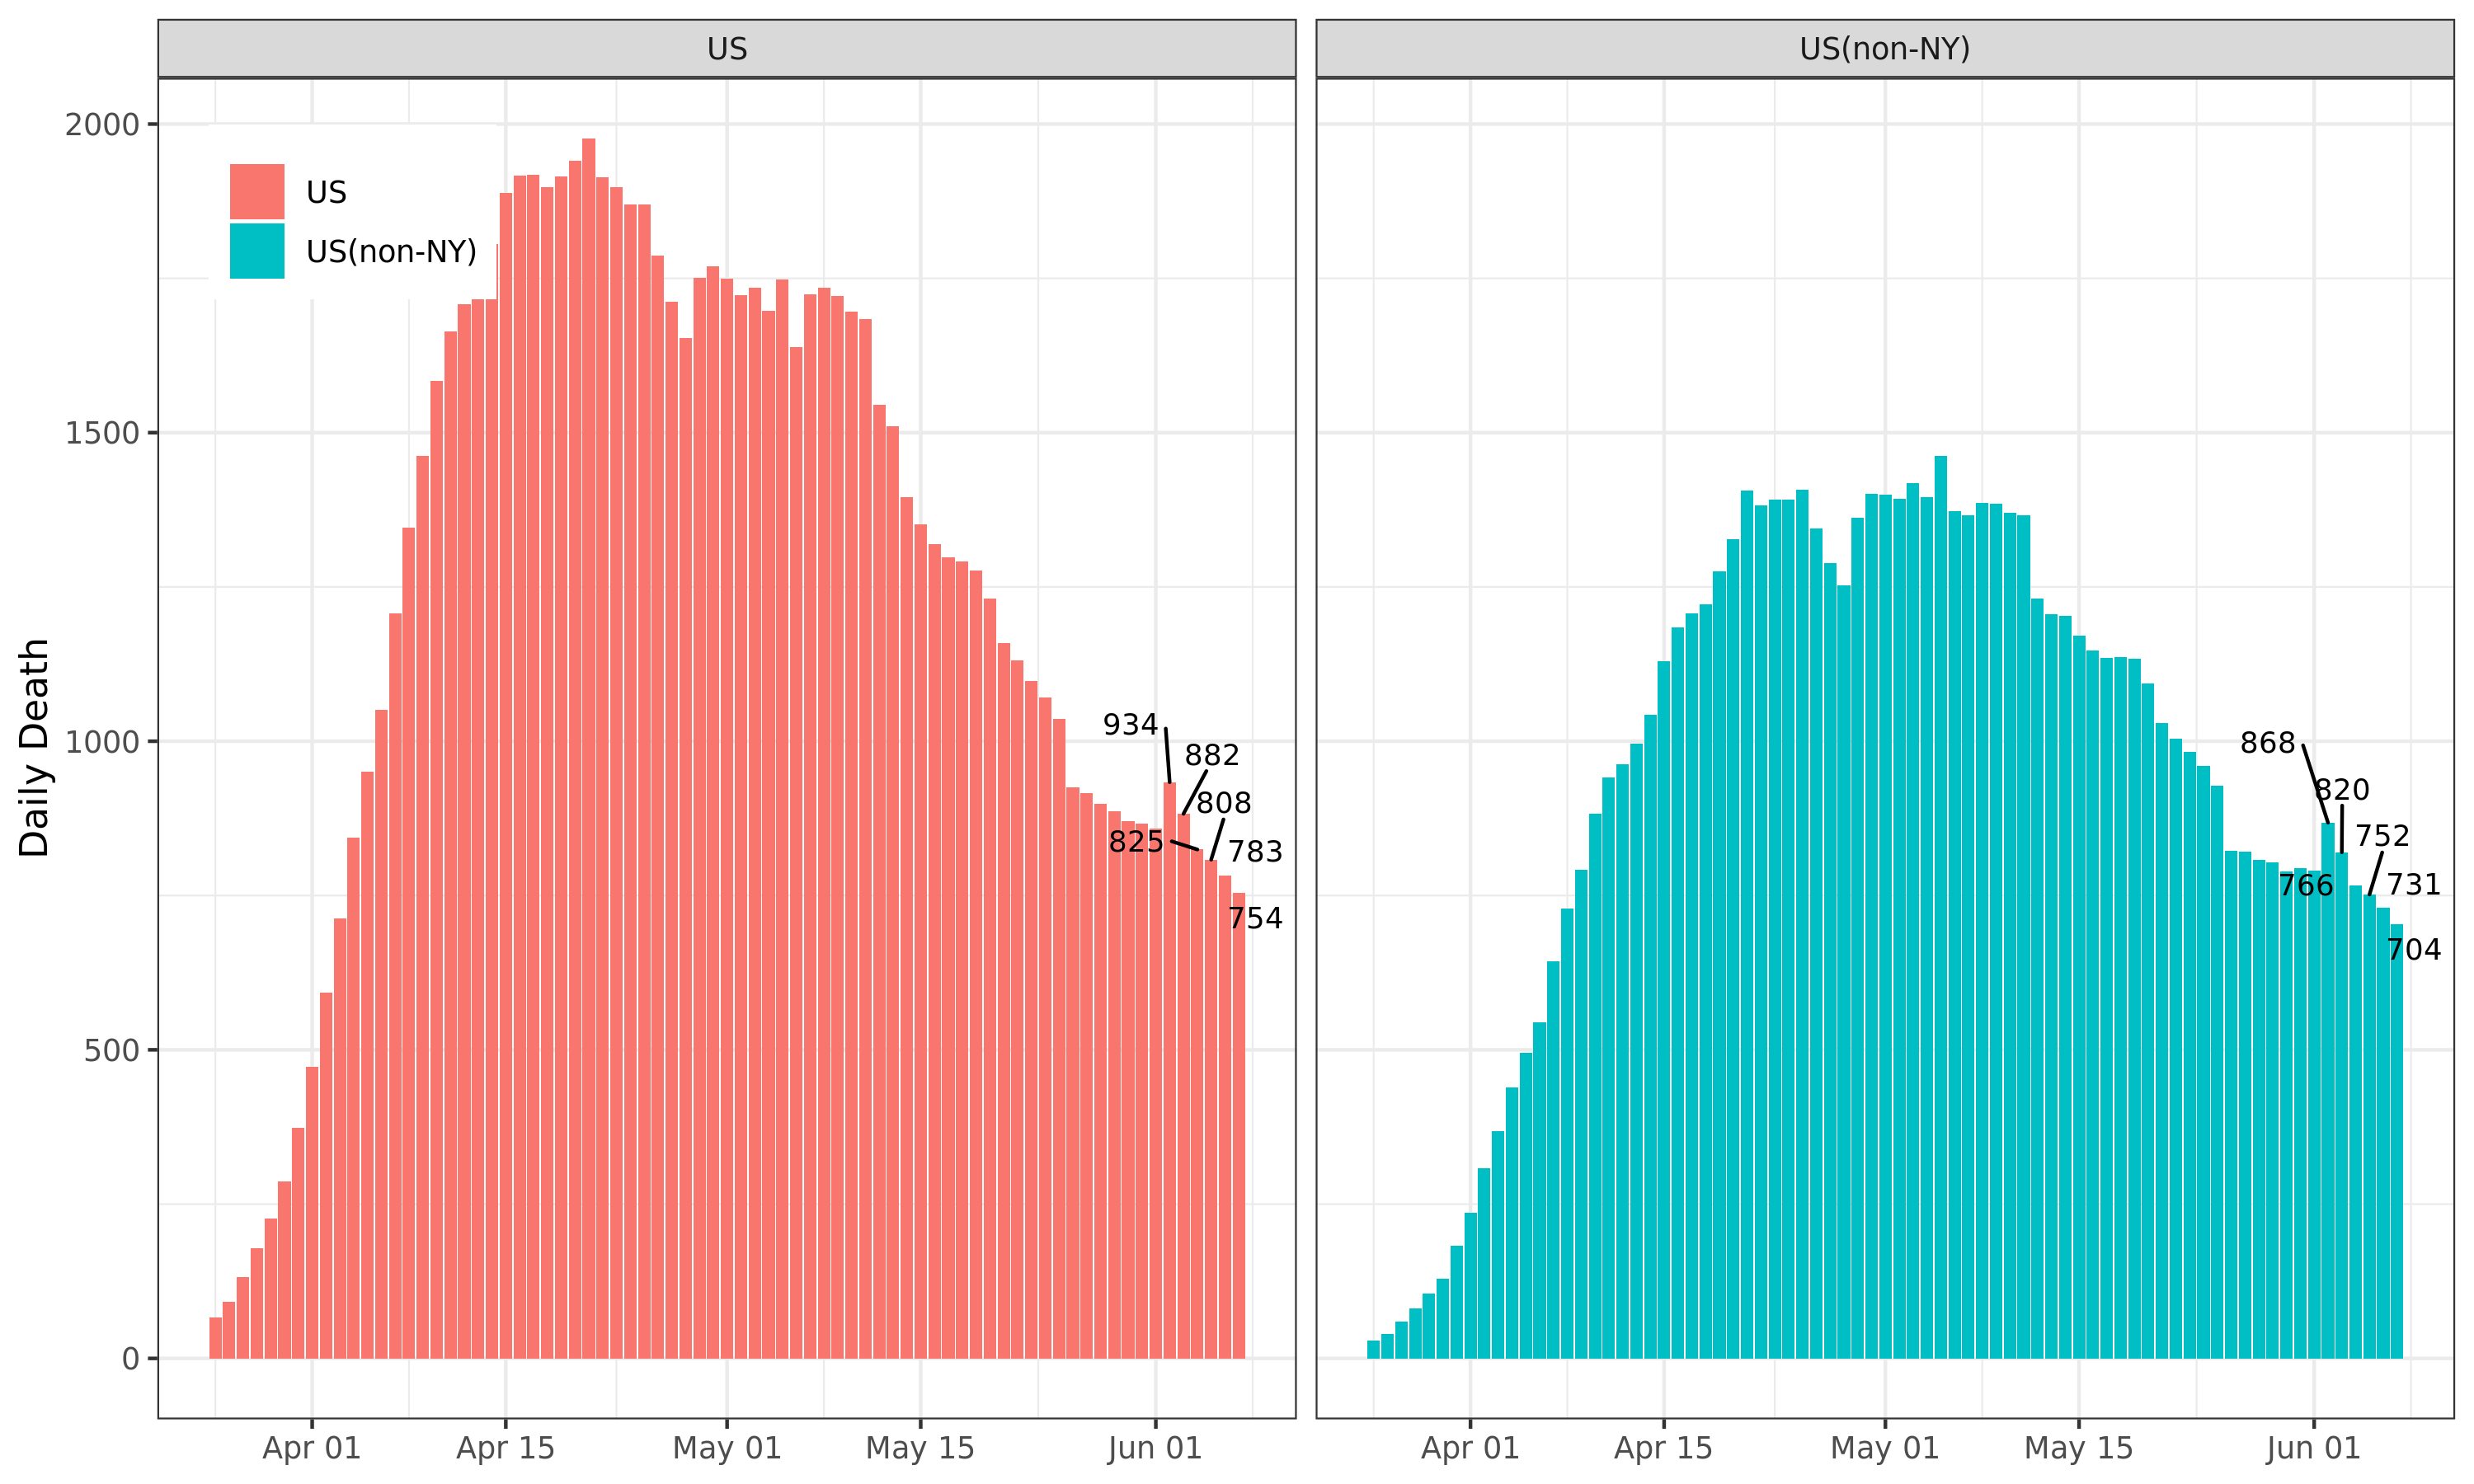 US
US(non-NY)
Daily Death
2000
1500
1000
500
0
US
US(non-NY)
934
882
808
825
783
754
868
820
752
766
731
704
Apr 01
Apr 15
May 01
May 15
Jun 01
Apr 01
Apr 15
May 01
May 15
Jun 01